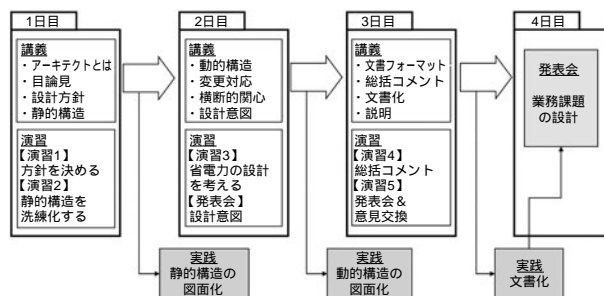 1日目
講義
・アーキテクトとは
・目論見
・設計方針
・静的構造
演習
【演習1】
方針を決める
【演習2】
静的構造を
洗練化する
2日目
講義
・動的構造
・変更対応
・横断的関心
・設計意図
演習
【演習3】
省電力の設計
を考える
【発表会】
設計意図
3日目
講義
・文書フォーマット
・総括コメント
・文書化
・説明
演習
【演習4】
総括コメント
【演習5】
発表会&
意見交換
4日目
発表会
業務課題
の設計
実践
静的構造の
図面化
実践
動的構造の
図面化
実践
文書化